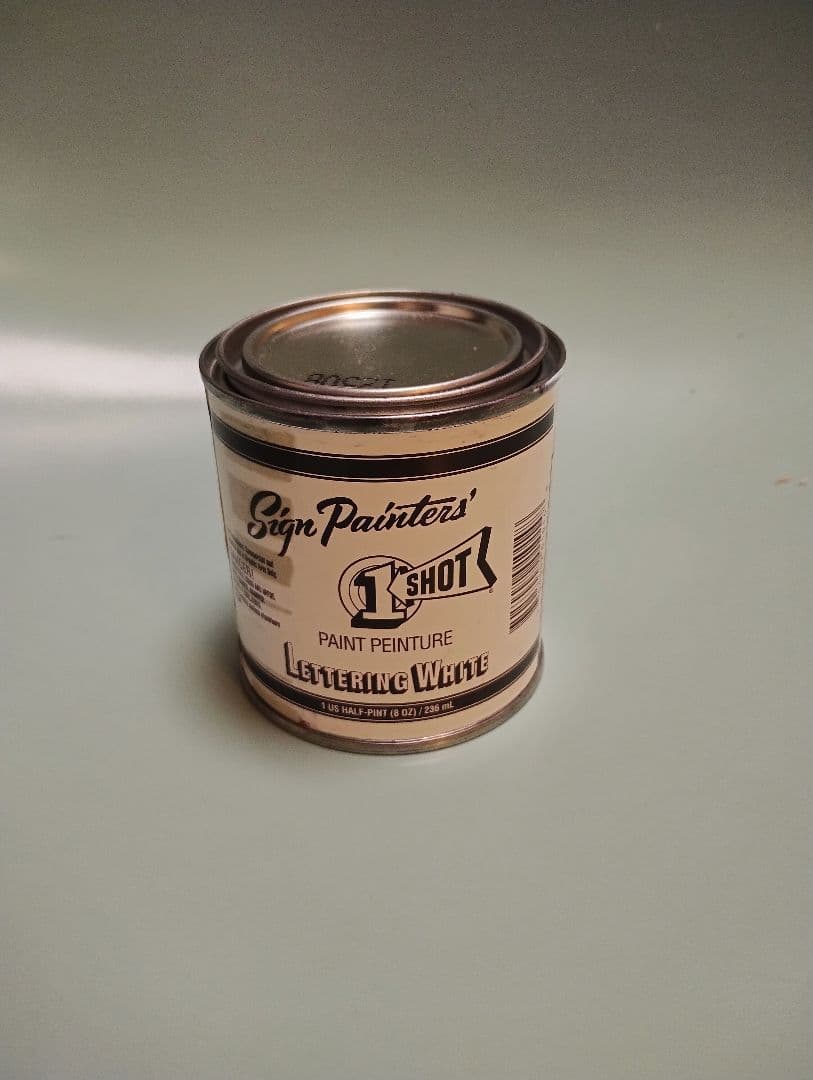 Sign Painters'
1 SHOT
PAINT PEINTURE
LETTERING WHITE
1 US HALF-PINT (8 OZ) / 236 mL